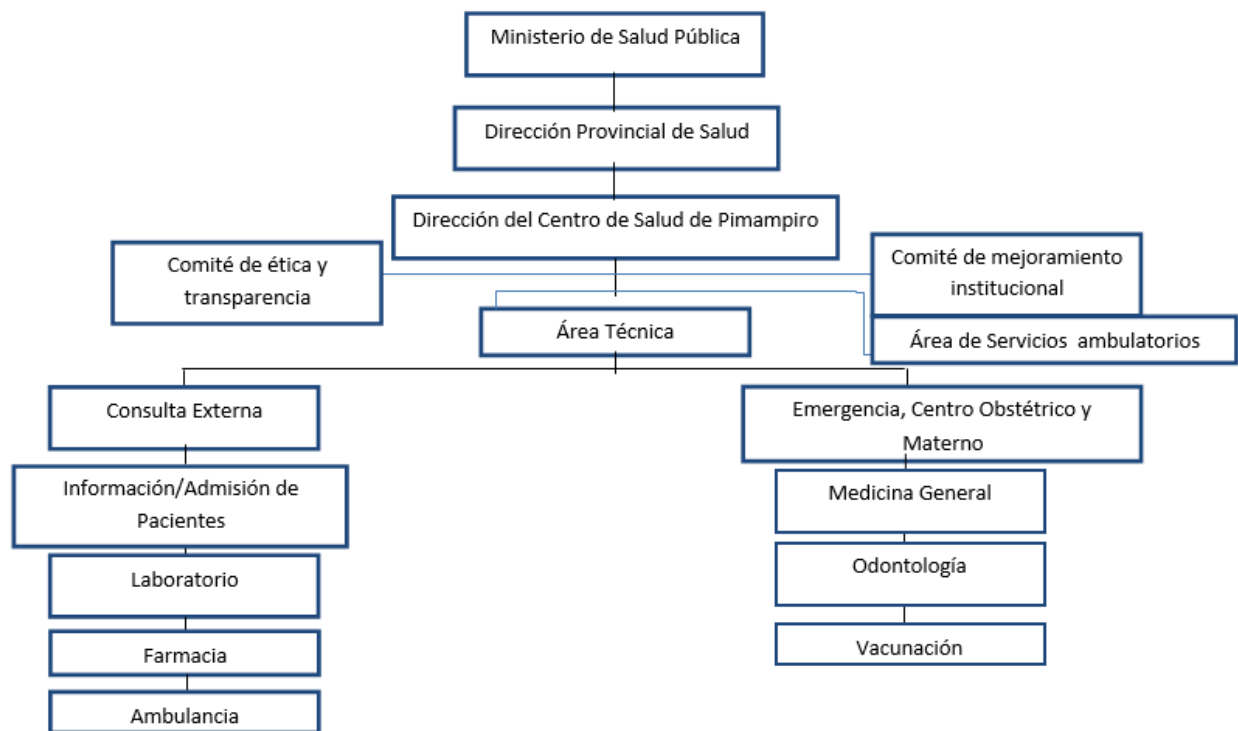 Ministerio de Salud Pública
Dirección Provincial de Salud
Dirección del Centro de Salud de Pimampiro
Comité de ética y
transparencia
Comité de mejoramiento
institucional
Área Técnica
Área de Servicios ambulatorios
Consulta Externa
Emergencia, Centro Obstétrico y
Materno
Información/Admisión de
Pacientes
Medicina General
Laboratorio
Odontología
Farmacia
Vacunación
Ambulancia